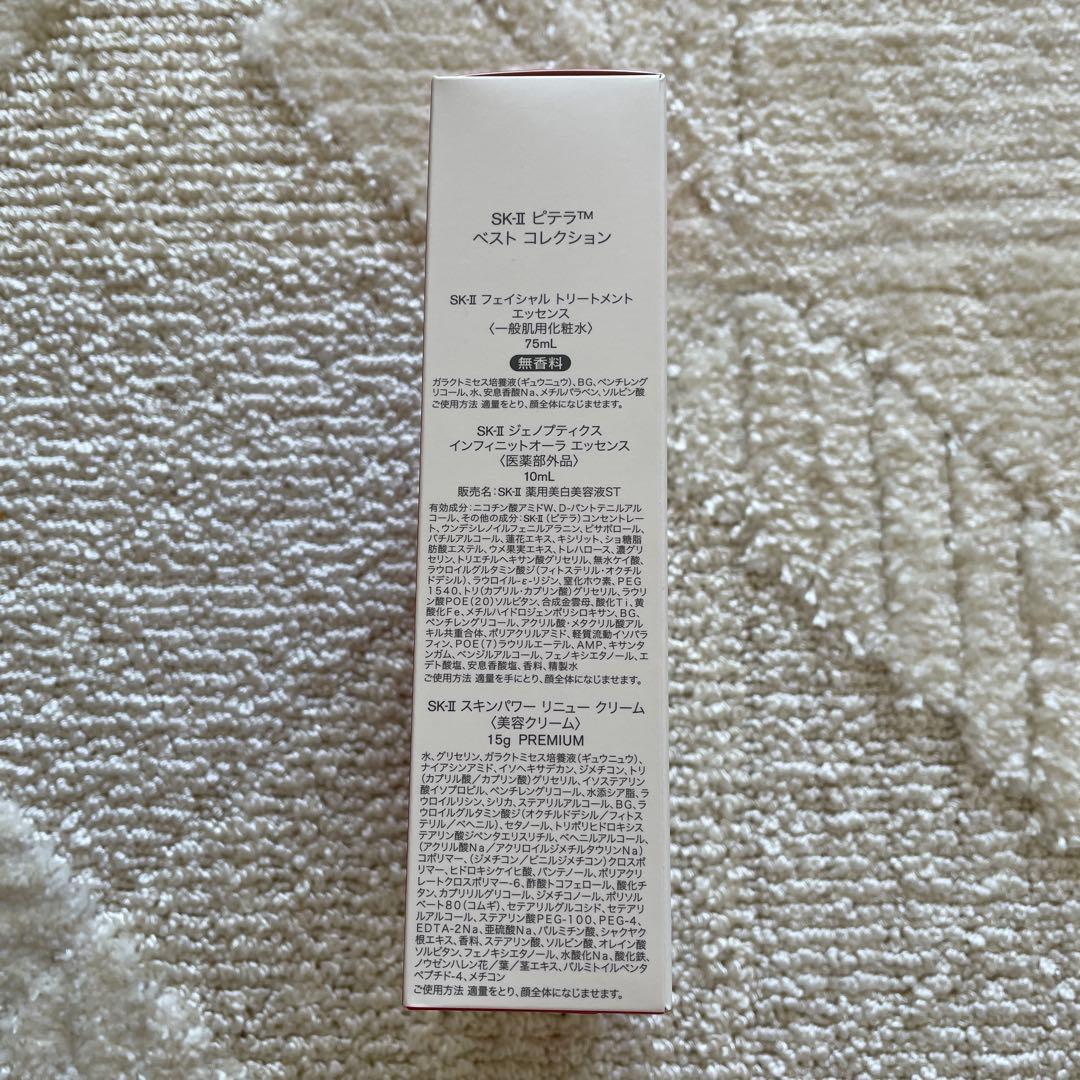 SK-Ⅱ ピテラ™
ベスト コレクション
SK-Ⅱ フェイシャル トリートメント
エッセンス
〈一般肌用化粧水〉
75mL
無香料
ガラクトミセス培養液(ギュウニュウ)、BG、ペンチレング
リコール、水、安息香酸Na、メチルパラベン、ソルビン酸
ご使用方法 適量をとり、顔全体になじませます。
SK-Ⅱ ジェノプティクス
インフィニットオーラ エッセンス
〈医薬部外品〉
10mL
販売名:SK-Ⅱ 薬用美白美容液ST
有効成分:ニコチン酸アミドW、D-パントテニルアル
コール、その他の成分:SK-Ⅱ(ピテラ)コンセントレー
ト、ウンデシレノイルフェニルアラニン、ビサボロール、
バチルアルコール、蓮花エキス、キシリット、ショ糖脂
肪酸エステル、ウメ果実エキス、トレハロース、濃グリ
セリン、トリエチルヘキサン酸グリセリル、無水ケイ酸、
ラウロイルグルタミン酸ジ(フィトステリル・オクチル
ドデシル)、ラウロイル-ε-リジン、窒化ホウ素、PEG
1540、トリ(カプリル・カプリン酸)グリセリル、ラウリ
ン酸POE(20)ソルビタン、合成金雲母、酸化Ti、黄
酸化Fe、メチルハイドロジェンポリシロキサン、BG、
ペンチレングリコール、アクリル酸・メタクリル酸アル
キル共重合体、ポリアクリルアミド、軽質流動イソパラ
フィン、POE(7)ラウリルエーテル、AMP、キサンタ
ンガム、ベンジルアルコール、フェノキシエタノール、エ
デト酸塩、安息香酸塩、香料、精製水
ご使用方法 適量を手にとり、顔全体になじませます。
SK-Ⅱ スキンパワー リニュー クリーム
〈美容クリーム〉
15g PREMIUM
水、グリセリン、ガラクトミセス培養液(ギュウニュウ)、
ナイアシンアミド、イソヘキサデカン、ジメチコン、トリ
(カプリル酸/カプリン酸)グリセリル、イソステアリン
酸イソプロピル、ペンチレングリコール、水添シア脂、ラ
ウロイルリシン、シリカ、ステアリルアルコール、BG、ラ
ウロイルグルタミン酸ジ(オクチルドデシル/フィトス
テリル/ベヘニル)、セタノール、トリポリヒドロキシス
テアリン酸ジペンタエリスリチル、ベヘニルアルコール、
(アクリル酸Na/アクリロイルジメチルタウリンNa)
コポリマー、(ジメチコン/ビニルジメチコン)クロスポ
リマー、ヒドロキシケイヒ酸、パンテノール、ポリアクリ
レートクロスポリマー-6、酢酸トコフェロール、酸化チ
タン、カプリリルグリコール、ジメチコノール、ポリソル
ベート80(コムギ)、セテアリルグルコシド、セテアリ
ルアルコール、ステアリン酸PEG-100、PEG-4、
EDTA-2Na、亜硫酸Na、パルミチン酸、シャクヤク
根エキス、香料、ステアリン酸、ソルビン酸、オレイン酸
ソルビタン、フェノキシエタノール、水酸化Na、酸化鉄、
ノウゼンハレン花/葉/茎エキス、パルミトイルペンタ
ペプチド-4、メチコン
ご使用方法 適量をとり、顔全体になじませます。